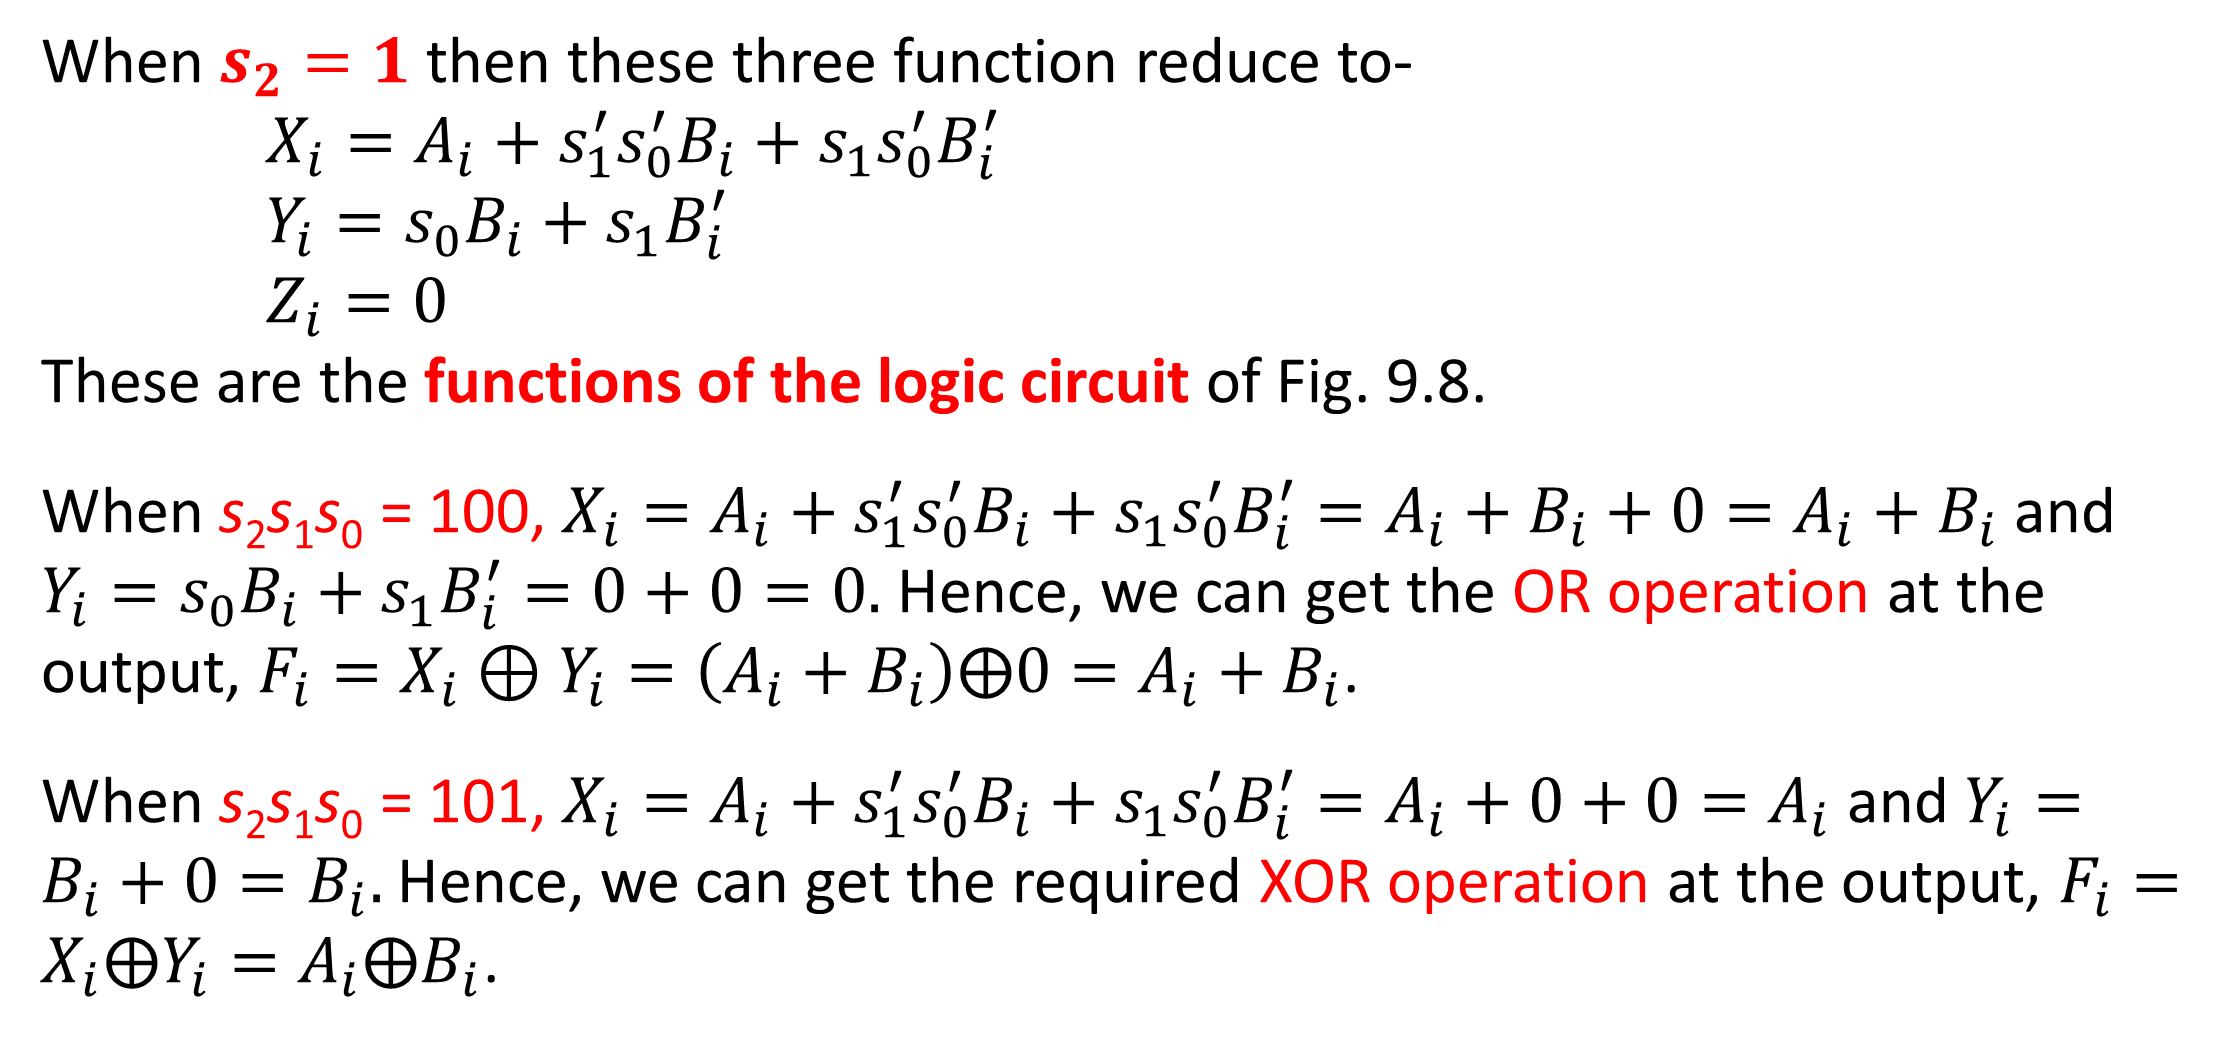 When s₂ = 1 then these three function reduce to-
Xᵢ = Aᵢ + s₁′s₀′Bᵢ + s₁s₀′Bᵢ′
Yᵢ = s₀Bᵢ + s₁Bᵢ′
Zᵢ = 0
These are the functions of the logic circuit of Fig. 9.8.
When s₂s₁s₀ = 100, Xᵢ = Aᵢ + s₁′s₀′Bᵢ + s₁s₀′Bᵢ′ = Aᵢ + Bᵢ + 0 = Aᵢ + Bᵢ and
Yᵢ = s₀Bᵢ + s₁Bᵢ′ = 0 + 0 = 0. Hence, we can get the OR operation at the
output, Fᵢ = Xᵢ ⊕ Yᵢ = (Aᵢ + Bᵢ)⊕0 = Aᵢ + Bᵢ.
When s₂s₁s₀ = 101, Xᵢ = Aᵢ + s₁′s₀′Bᵢ + s₁s₀′Bᵢ′ = Aᵢ + 0 + 0 = Aᵢ and Yᵢ =
Bᵢ + 0 = Bᵢ. Hence, we can get the required XOR operation at the output, Fᵢ =
Xᵢ⊕Yᵢ = Aᵢ⊕Bᵢ.